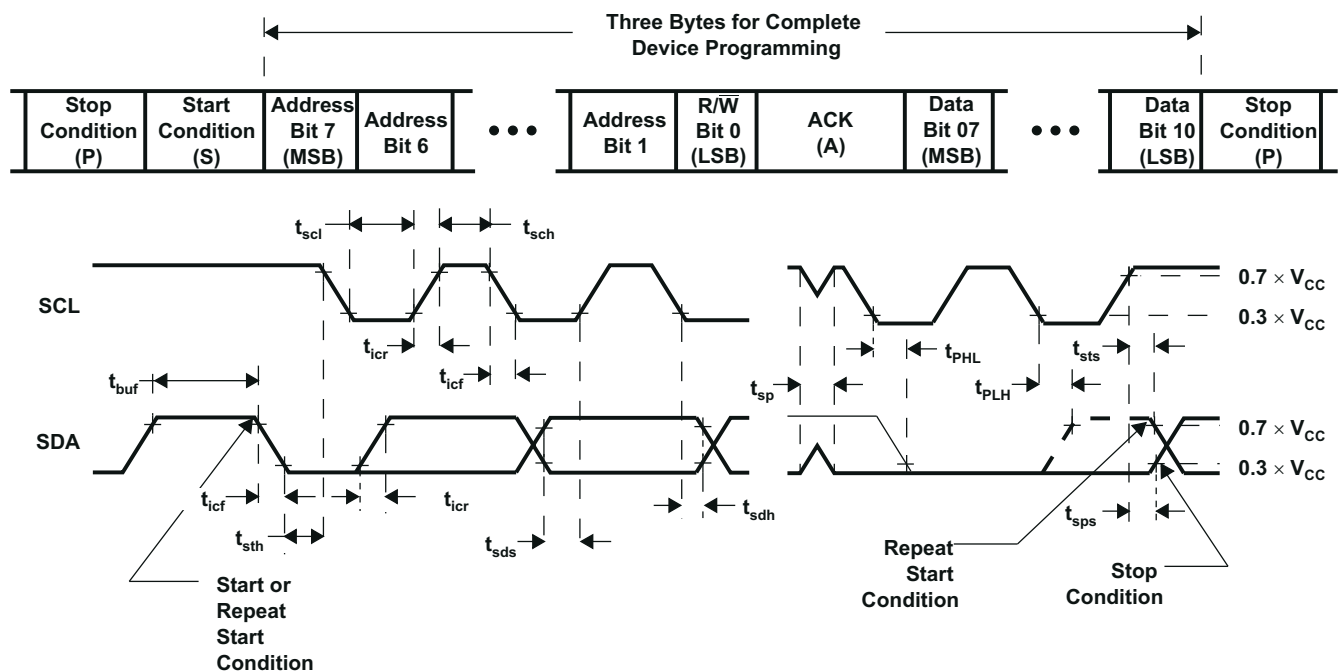 Three Bytes for Complete
Device Programming
Stop
Condition
(P)
Start
Condition
(S)
Address
Bit 7
(MSB)
Address
Bit 6
•••
Address
Bit 1
R/W̅
Bit 0
(LSB)
ACK
(A)
Data
Bit 07
(MSB)
•••
Data
Bit 10
(LSB)
Stop
Condition
(P)
tscl
tsch
SCL
0.7 × VCC
0.3 × VCC
ticr
ticf
tPHL
tsts
tbuf
tsp
tPLH
SDA
0.7 × VCC
0.3 × VCC
ticf
ticr
tsdh
tsps
tsth
tsds
Start or
Repeat
Start
Condition
Repeat
Start
Condition
Stop
Condition